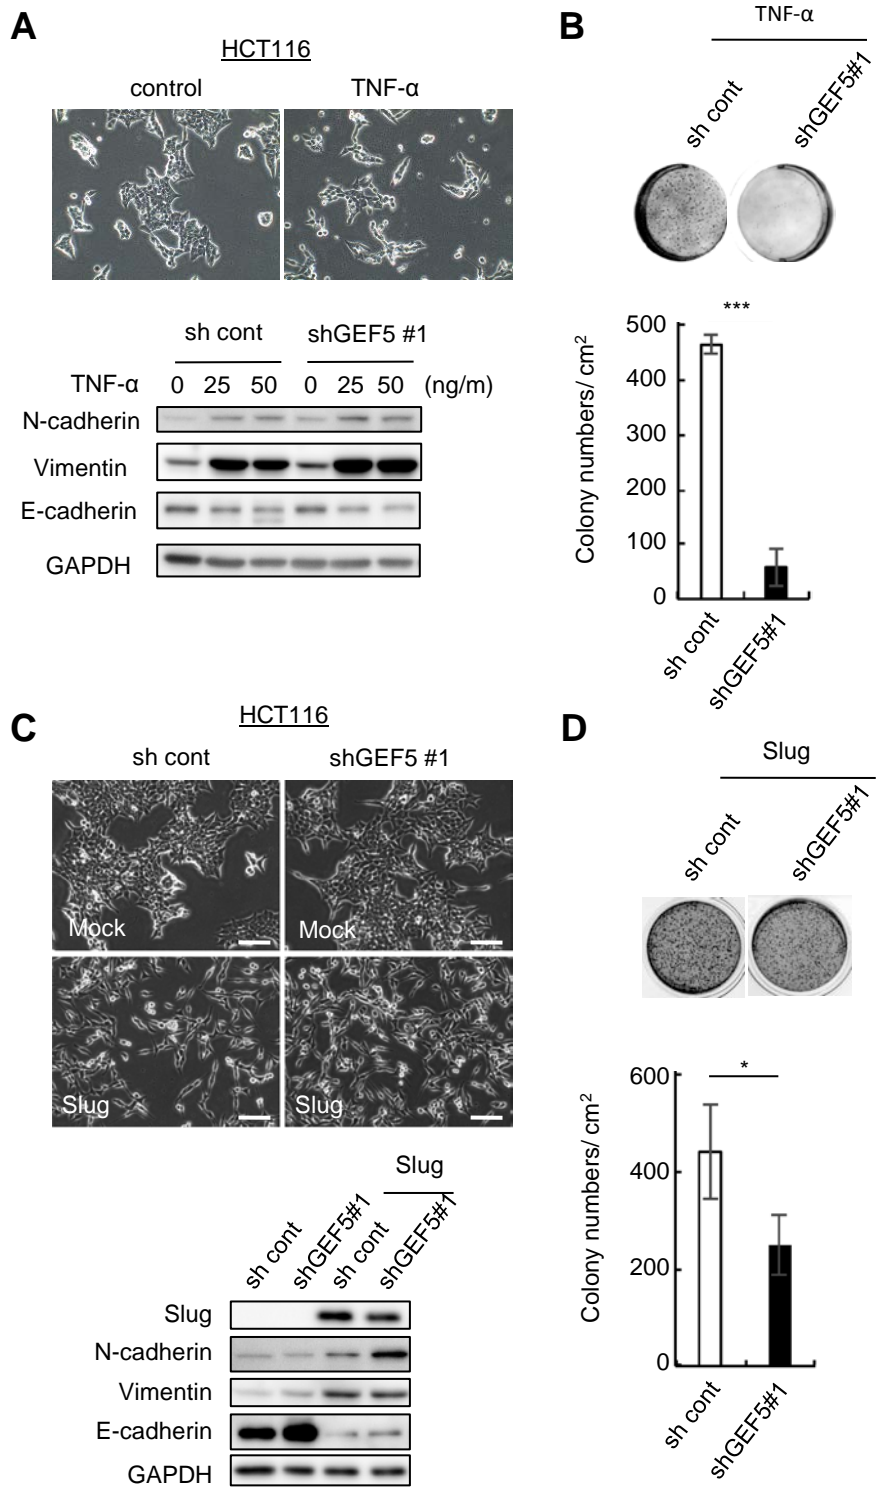 A
HCT116
control TNF-α
sh cont shGEF5 #1
TNF-α 0 25 50 0 25 50 (ng/m)
N-cadherin
Vimentin
E-cadherin
GAPDH
B
TNF-α
sh cont shGEF5#1
***
Colony numbers/ cm2
500
400
300
200
100
0
sh cont shGEF5#1
C
HCT116
sh cont shGEF5 #1
Mock Mock
Slug Slug
Slug
sh cont shGEF5#1 sh cont shGEF5#1
Slug
N-cadherin
Vimentin
E-cadherin
GAPDH
D
Slug
sh cont shGEF5#1
*
Colony numbers/ cm2
600
400
200
0
sh cont shGEF5#1